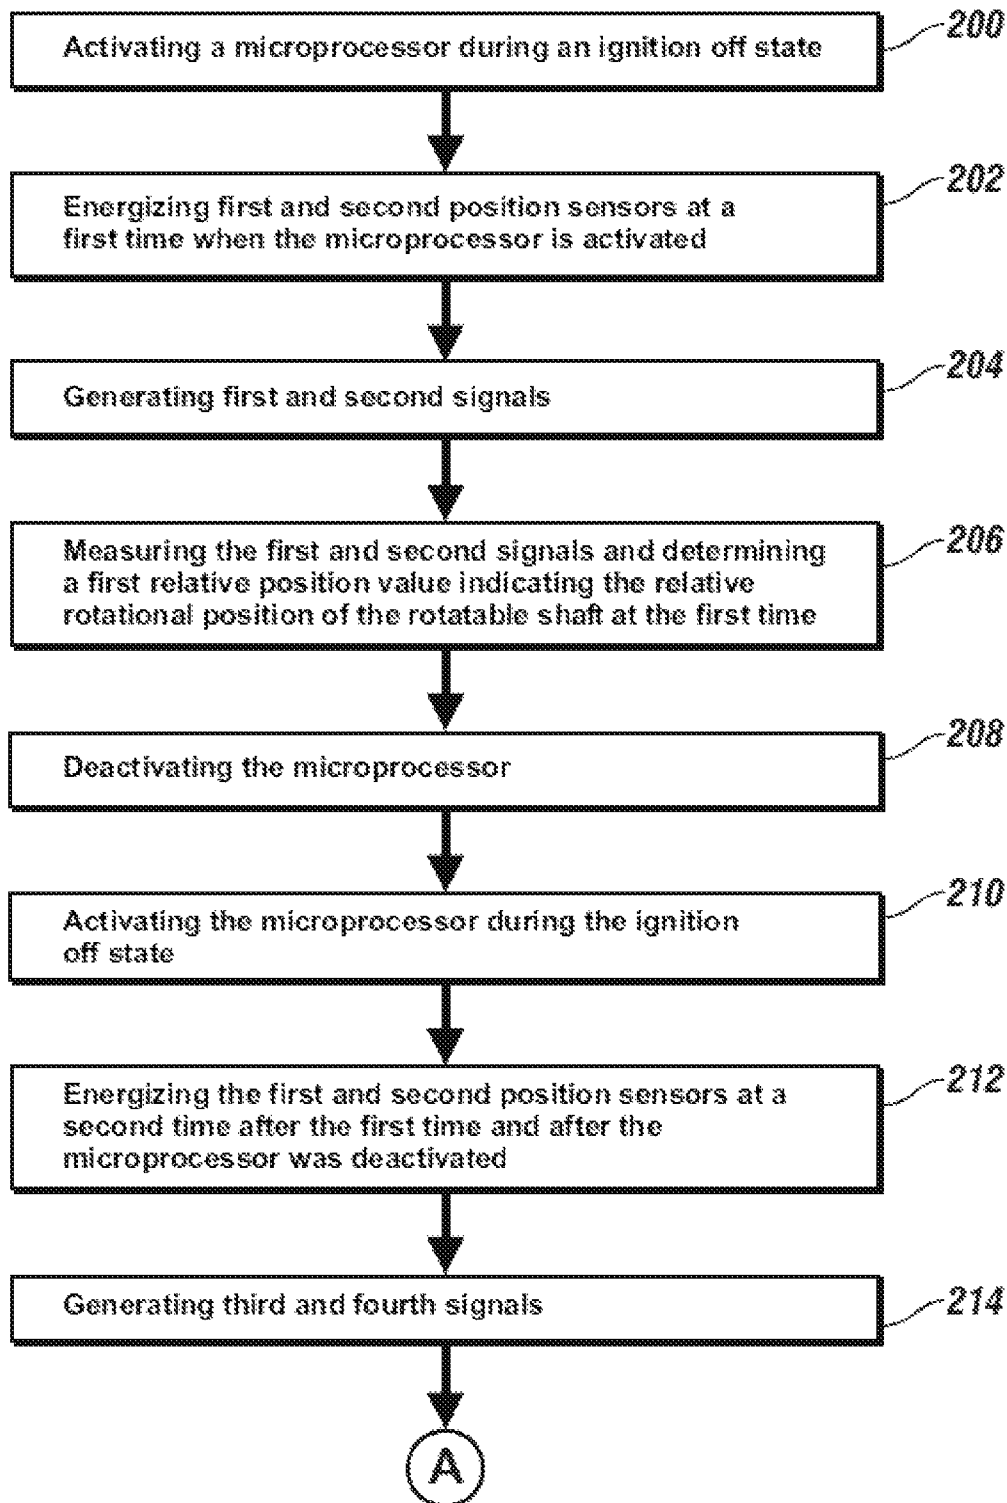 Activating a microprocessor during an ignition off state
200
Energizing first and second position sensors at a
first time when the microprocessor is activated
202
Generating first and second signals
204
Measuring the first and second signals and determining
a first relative position value indicating the relative
rotational position of the rotatable shaft at the first time
206
Deactivating the microprocessor
208
Activating the microprocessor during the ignition
off state
210
Energizing the first and second position sensors at a
second time after the first time and after the
microprocessor was deactivated
212
Generating third and fourth signals
214
A